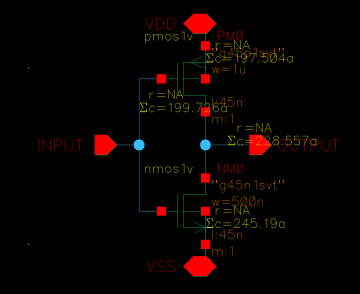 VDD
pmos1v
PM0
r=NA
"g45p1svt"
Σc=197.504a
w=1u
r=NA
Σc=199.726a
l:45n
m:1
r=NA
INPUT
Σc=228.557a
OUTPUT
nmos1v
NM0
"g45n1svt"
w=500n
r=NA
Σc=245.19a
l:45n
VSS
m:1